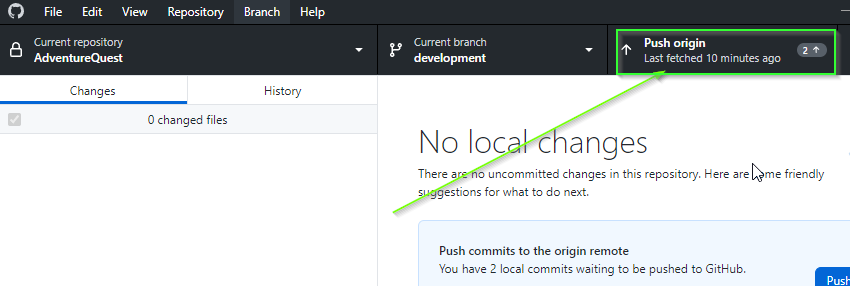 File Edit View Repository Branch Help
Current repository
AdventureQuest
Current branch
development
Push origin
Last fetched 10 minutes ago
2
Changes
History
0 changed files
No local changes
There are no uncommitted changes in this repository. Here are some friendly
suggestions for what to do next.
Push commits to the origin remote
You have 2 local commits waiting to be pushed to GitHub.
Push